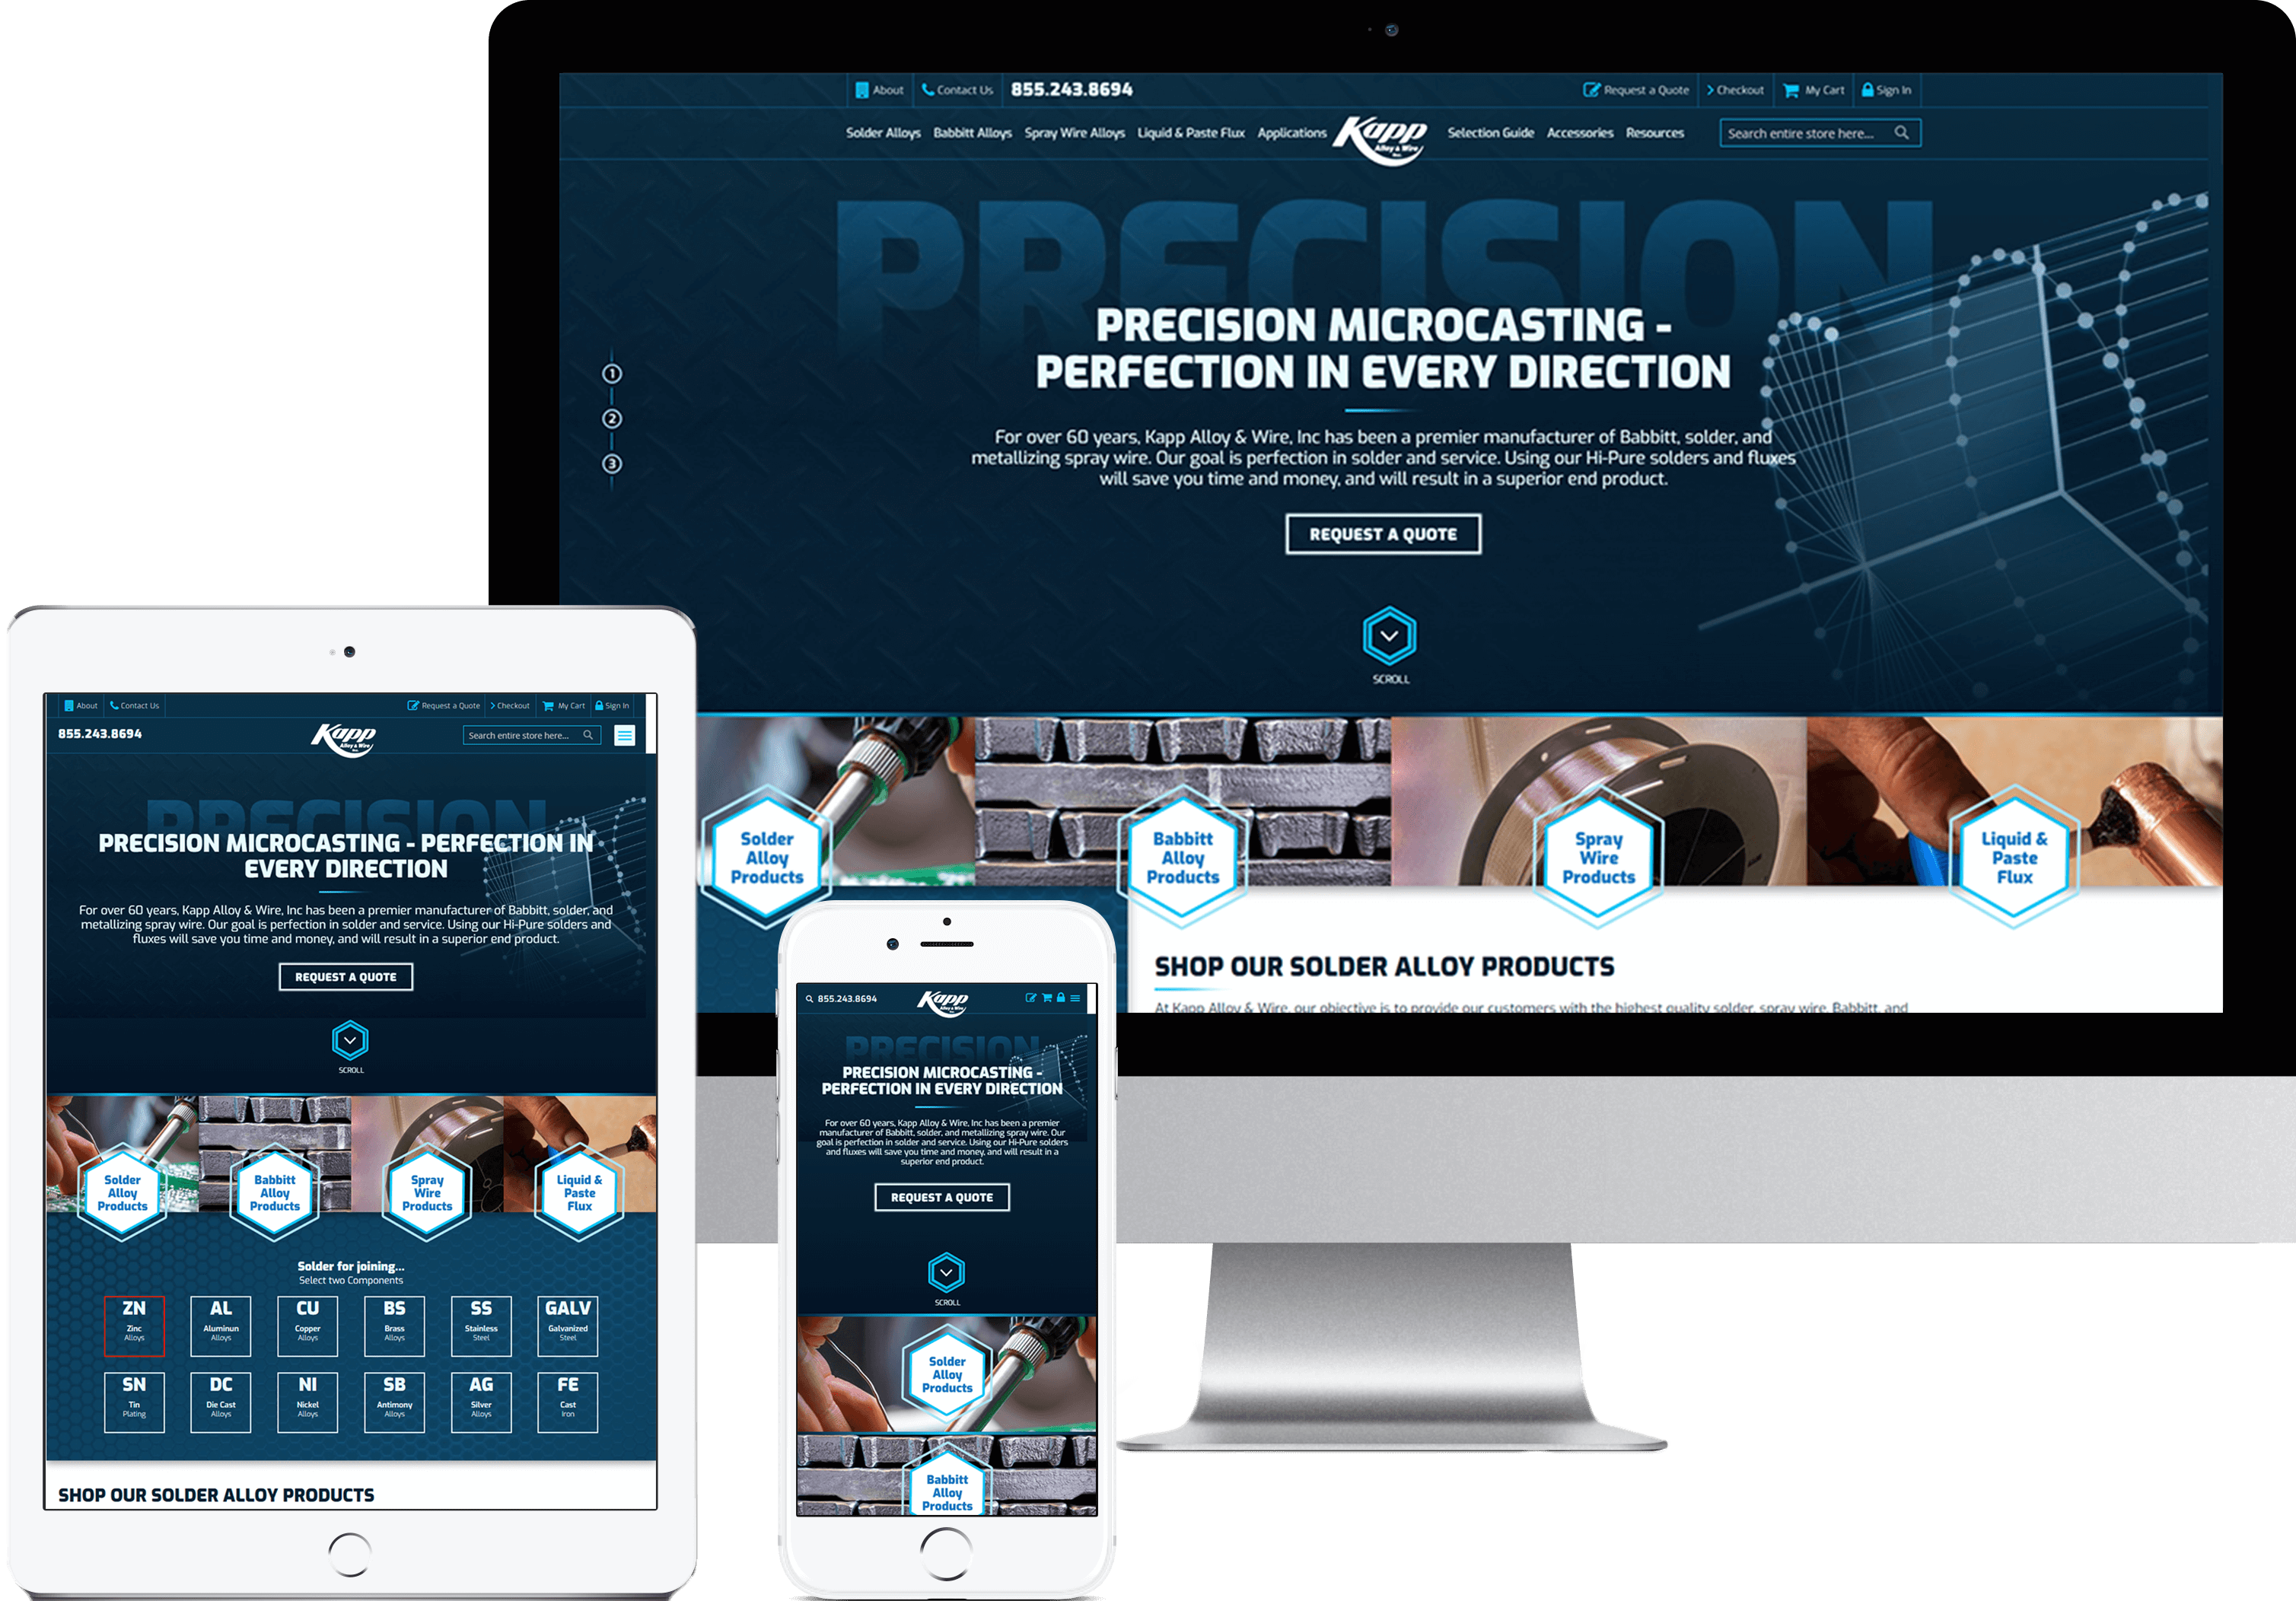 About
Contact Us
855.243.8694
Request a Quote
Checkout
My Cart
Sign In
Solder Alloys
Babbitt Alloys
Spray Wire Alloys
Liquid & Paste Flux
Applications
Kapp
Alloy & Wire
Inc.
Selection Guide
Accessories
Resources
Search entire store here...
PRECISION
PRECISION MICROCASTING -
PERFECTION IN EVERY DIRECTION
1
2
3
For over 60 years, Kapp Alloy & Wire, Inc has been a premier manufacturer of Babbitt, solder, and
metallizing spray wire. Our goal is perfection in solder and service. Using our Hi-Pure solders and fluxes
will save you time and money, and will result in a superior end product.
REQUEST A QUOTE
SCROLL
Solder
Alloy
Products
Babbitt
Alloy
Products
Spray
Wire
Products
Liquid &
Paste
Flux
SHOP OUR SOLDER ALLOY PRODUCTS
At Kapp Alloy & Wire, our objective is to provide our customers with the highest quality solder, spray wire, Babbitt, and
About
Contact Us
Request a Quote
Checkout
My Cart
Sign In
855.243.8694
Kapp
Alloy & Wire
Inc.
Search entire store here...
PRECISION
PRECISION MICROCASTING - PERFECTION IN
EVERY DIRECTION
For over 60 years, Kapp Alloy & Wire, Inc has been a premier manufacturer of Babbitt, solder, and
metallizing spray wire. Our goal is perfection in solder and service. Using our Hi-Pure solders and
fluxes will save you time and money, and will result in a superior end product.
REQUEST A QUOTE
SCROLL
Solder
Alloy
Products
Babbitt
Alloy
Products
Spray
Wire
Products
Liquid &
Paste
Flux
Solder for joining...
Select two Components
ZN
Zinc
Alloys
AL
Aluminun
Alloys
CU
Copper
Alloys
BS
Brass
Alloys
SS
Stainless
Steel
GALV
Galvanized
Steel
SN
Tin
Plating
DC
Die Cast
Alloys
NI
Nickel
Alloys
SB
Antimony
Alloys
AG
Silver
Alloys
FE
Cast
Iron
SHOP OUR SOLDER ALLOY PRODUCTS
855.243.8694
Kapp
Alloy & Wire
Inc.
PRECISION
PRECISION MICROCASTING -
PERFECTION IN EVERY DIRECTION
For over 60 years, Kapp Alloy & Wire, Inc has been a premier
manufacturer of Babbitt, solder, and metallizing spray wire. Our
goal is perfection in solder and service. Using our Hi-Pure solders
and fluxes will save you time and money, and will result in a
superior end product.
REQUEST A QUOTE
SCROLL
Solder
Alloy
Products
Babbitt
Alloy
Products